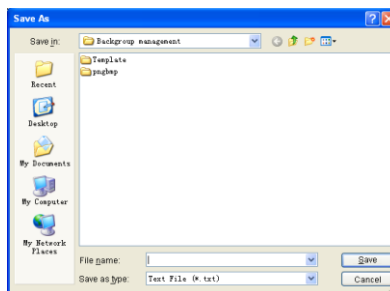 Save As
Save in:
Backgroup management
Template
pngbmp
Recent
Desktop
My Documents
My Computer
My Network
Places
File name:
Save
Save as type:
Text File (*.txt)
Cancel